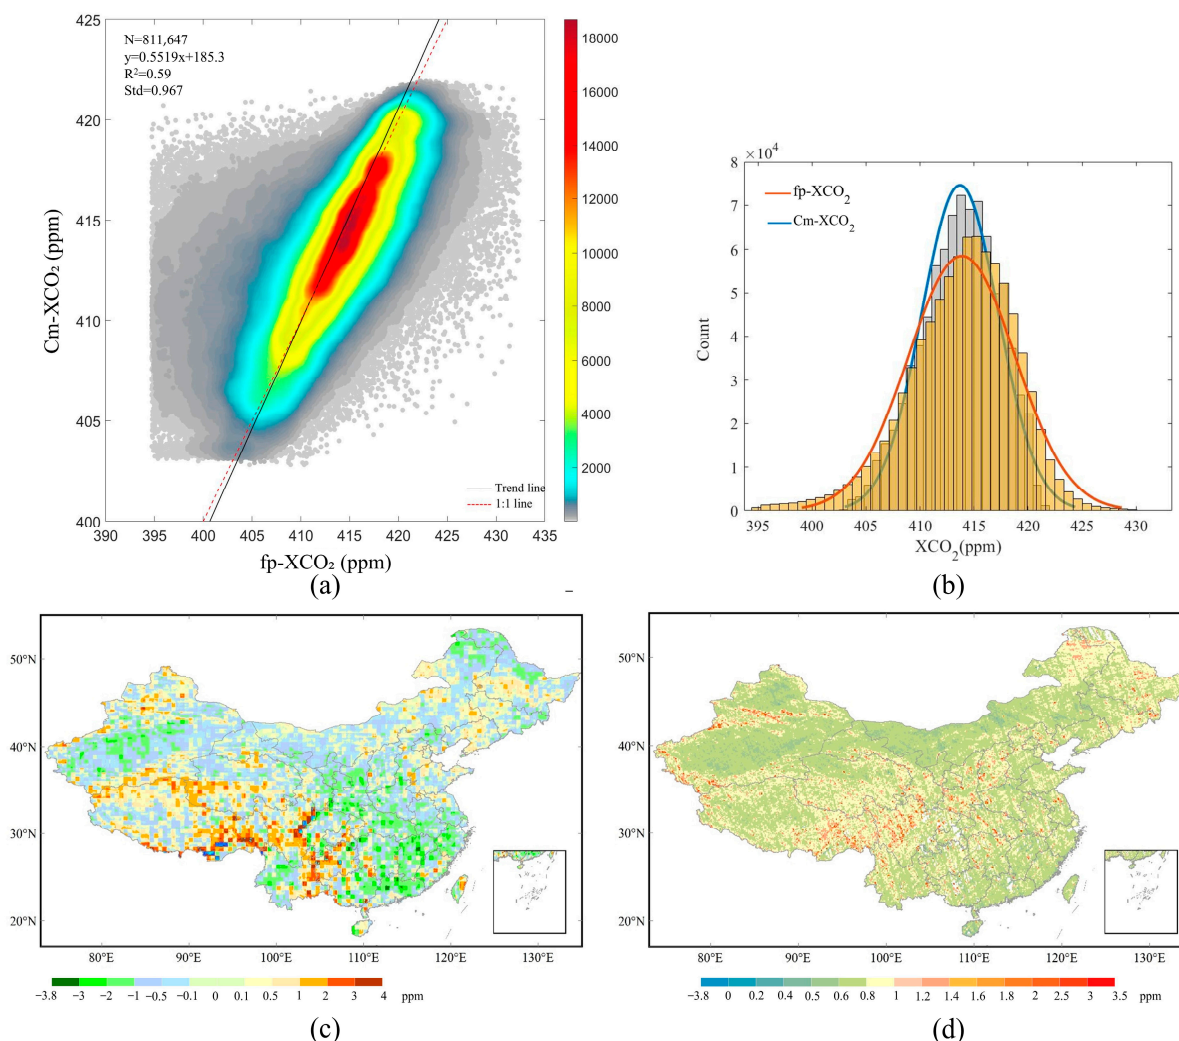 N=811,647
y=0.5519x+185.3
R²=0.59
Std=0.967
425
420
415
410
405
400
Cm-XCO₂ (ppm)
390 395 400 405 410 415 420 425 430 435
fp-XCO₂ (ppm)
Trend line
1:1 line
18000
16000
14000
12000
10000
8000
6000
4000
2000
(a)
×10⁴
8
7
6
5
4
3
2
1
0
Count
fp-XCO₂
Cm-XCO₂
395 400 405 410 415 420 425 430
XCO₂(ppm)
(b)
50°N
40°N
30°N
20°N
80°E 90°E 100°E 110°E 120°E 130°E
−3.8 −3 −2 −1 −0.5 −0.1 0 0.1 0.5 1 2 3 4 ppm
(c)
50°N
40°N
30°N
20°N
80°E 90°E 100°E 110°E 120°E 130°E
−3.8 0 0.2 0.4 0.5 0.6 0.8 1 1.2 1.4 1.6 1.8 2 2.5 3 3.5 ppm
(d)